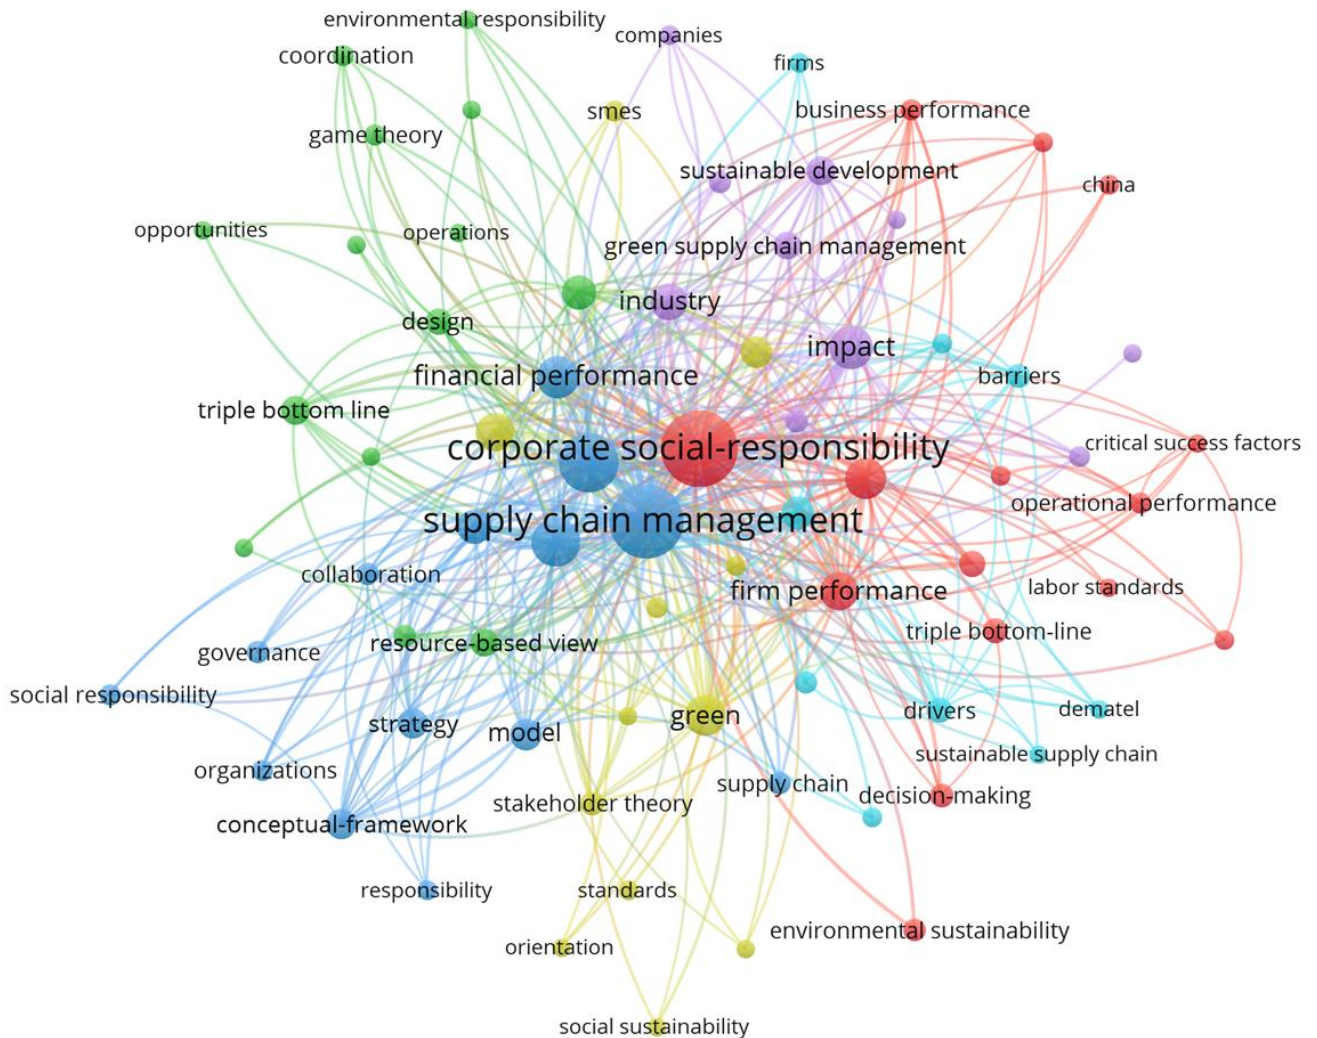 environmental responsibility
companies
coordination
firms
smes
business performance
game theory
sustainable development
china
opportunities
operations
green supply chain management
industry
design
impact
financial performance
barriers
triple bottom line
critical success factors
corporate social-responsibility
operational performance
supply chain management
collaboration
labor standards
firm performance
triple bottom-line
resource-based view
governance
social responsibility
dematel
drivers
green
strategy
model
sustainable supply chain
organizations
supply chain
decision-making
stakeholder theory
conceptual-framework
responsibility
standards
environmental sustainability
orientation
social sustainability